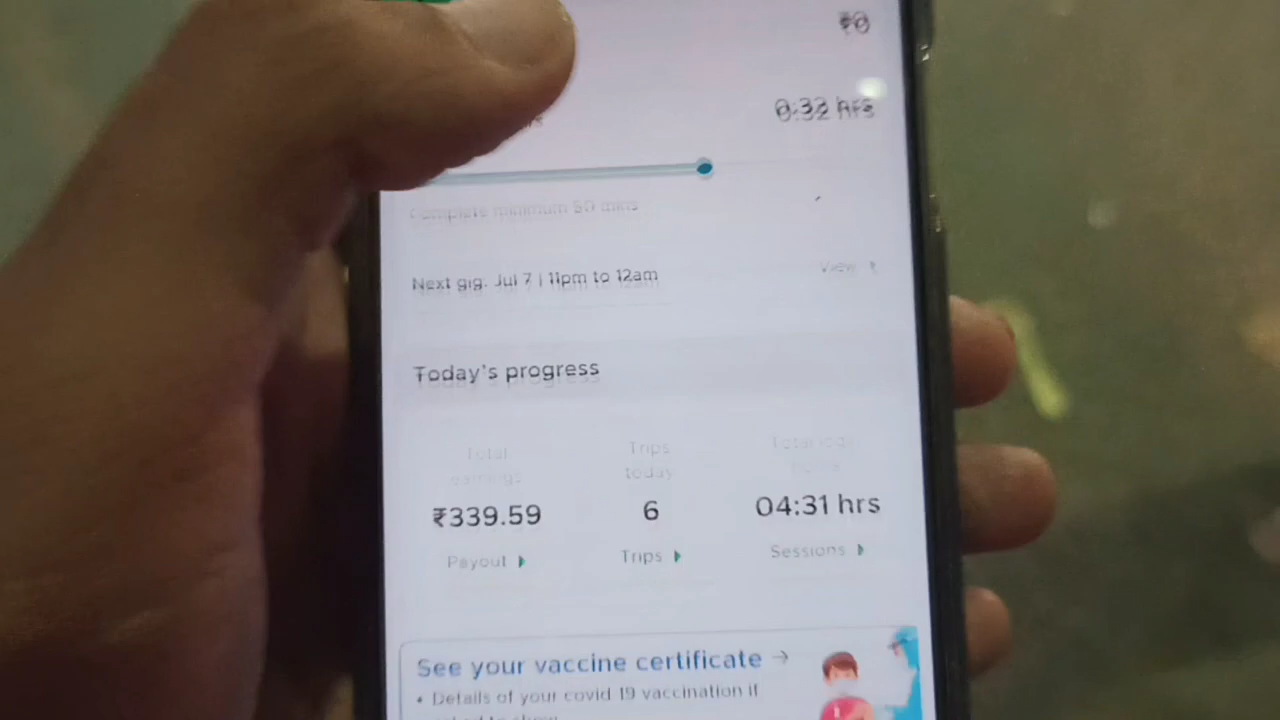 ₹0
0:32 hrs
Complete minimum 50 mins
Next gig: Jul 7 | 11pm to 12am
View
Today's progress
Total earnings
Trips today
Total
₹339.59
6
04:31 hrs
Payout
Trips
Sessions
See your vaccine certificate →
• Details of your covid 19 vaccination if